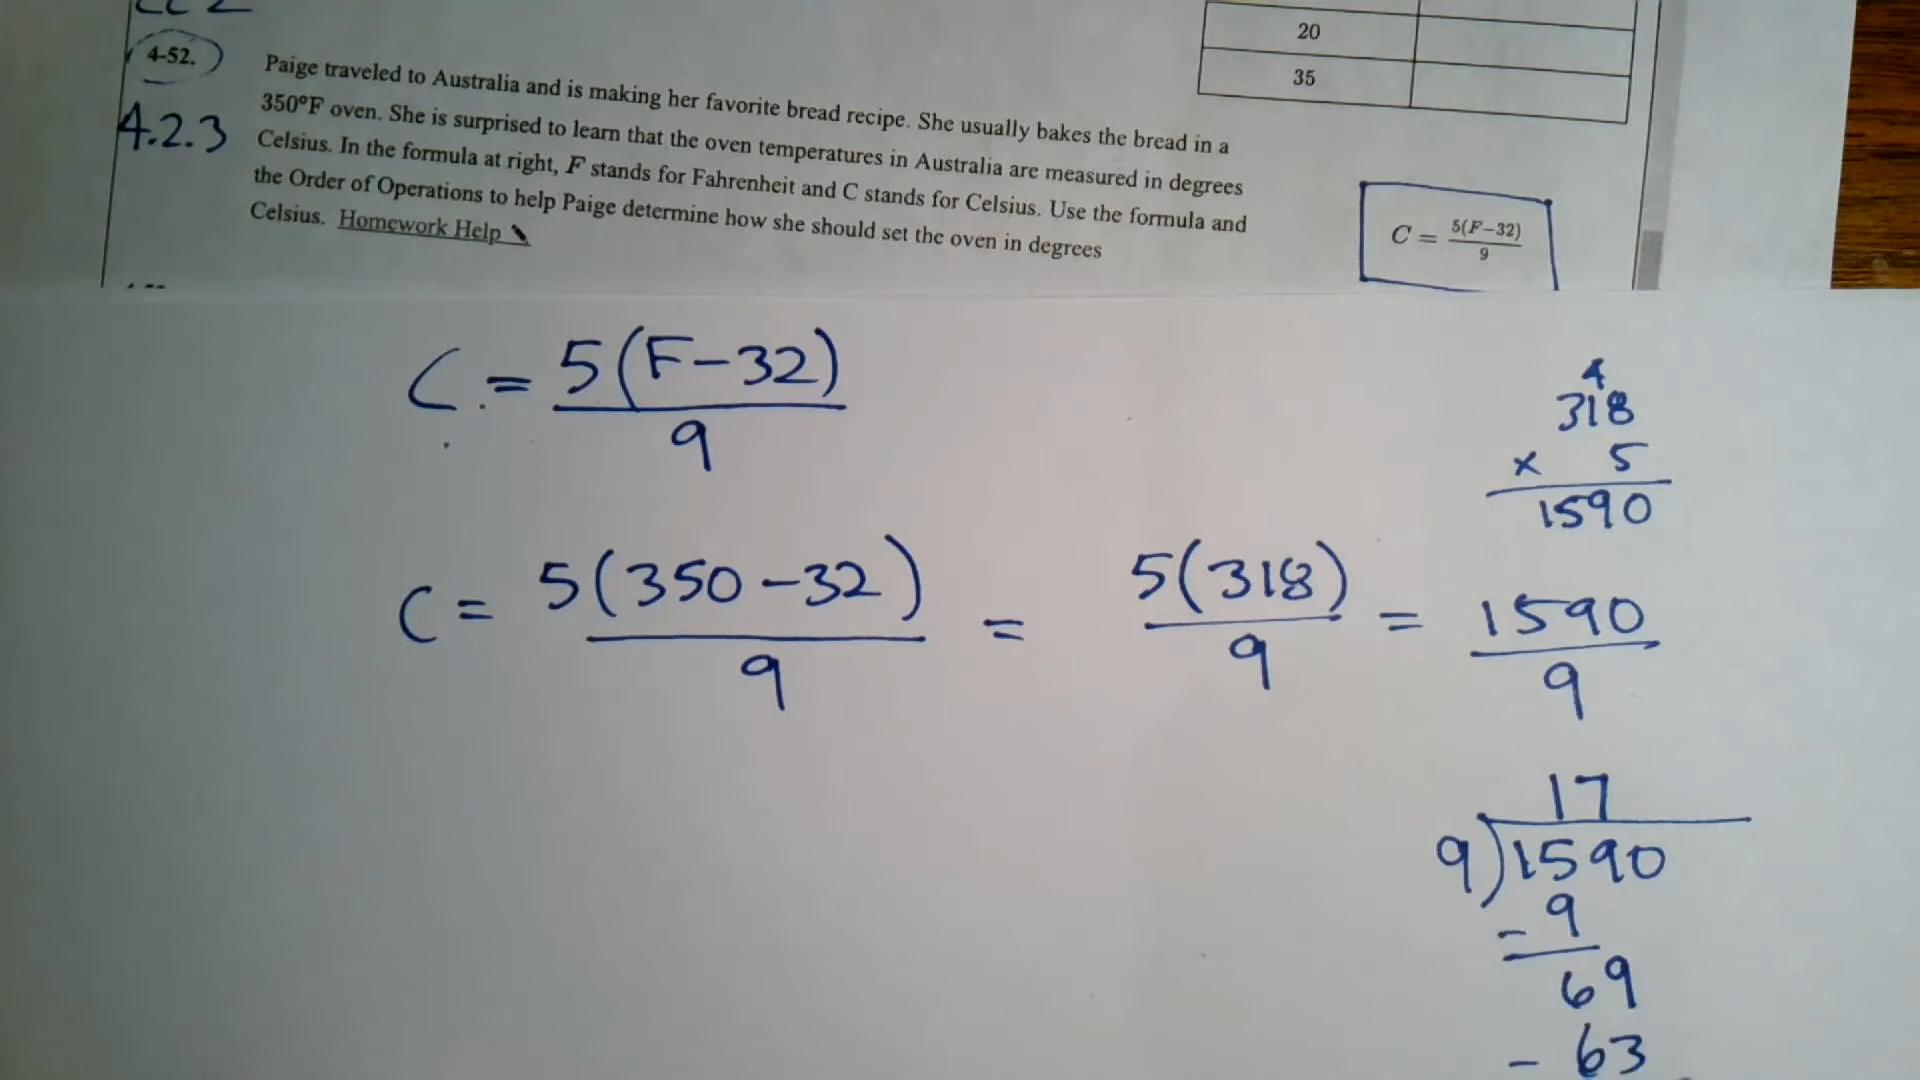 20
35
4-52.
4.2.3
Paige traveled to Australia and is making her favorite bread recipe. She usually bakes the bread in a
350°F oven. She is surprised to learn that the oven temperatures in Australia are measured in degrees
Celsius. In the formula at right, F stands for Fahrenheit and C stands for Celsius. Use the formula and
the Order of Operations to help Paige determine how she should set the oven in degrees
Celsius. Homework Help
C = 5(F-32)/9
C = 5(F-32)/9
4
318
x 5
1590
C = 5(350-32)/9 = 5(318)/9 = 1590/9
17
9)1590
- 9
69
- 63